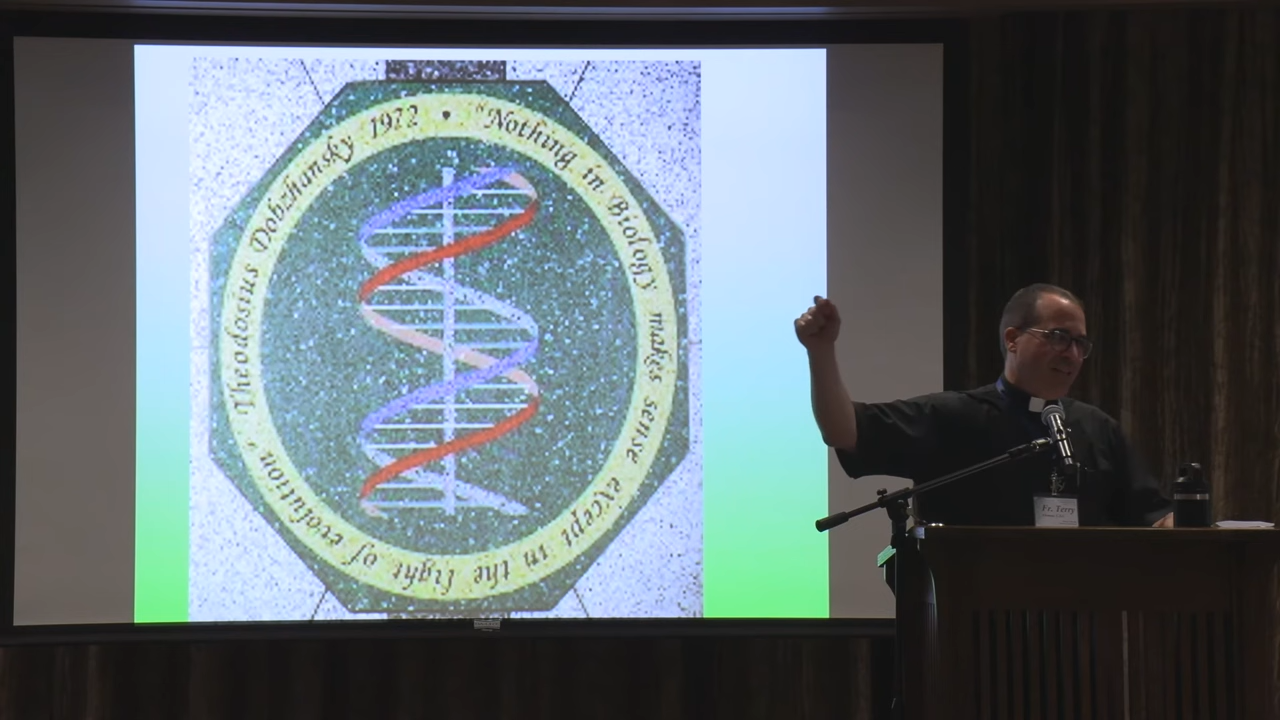 "Nothing in Biology makes sense except in the light of evolution" Theodosius Dobzhansky 1972 •
Fr. Terry